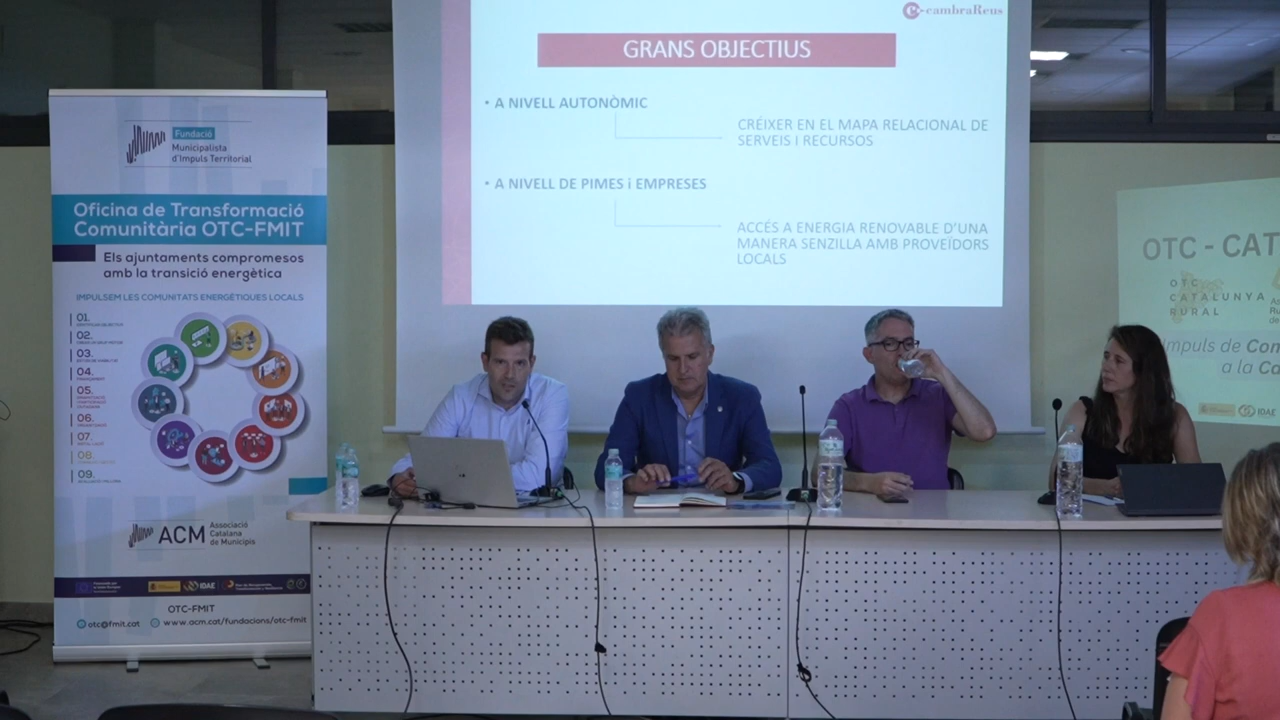 cambraReus
GRANS OBJECTIUS
• A NIVELL AUTONÒMIC
CRÉIXER EN EL MAPA RELACIONAL DE
SERVEIS I RECURSOS
• A NIVELL DE PIMES i EMPRESES
ACCÉS A ENERGIA RENOVABLE D'UNA
MANERA SENZILLA AMB PROVEÏDORS
LOCALS
Fundació
Municipalista
d'Impuls Territorial
Oficina de Transformació
Comunitària OTC-FMIT
Els ajuntaments compromesos
amb la transició energètica
IMPULSEM LES COMUNITATS ENERGÈTIQUES LOCALS
01.
02.
03.
04.
05.
06.
07.
08.
09.
ACM
Associació
Catalana
de Municipis
IDAE
OTC-FMIT
otc@fmit.cat
www.acm.cat/fundacions/otc-fmit
OTC - CAT
OTC
CATALUNYA
RURAL
Impuls de Com
a la Ca
IDAE